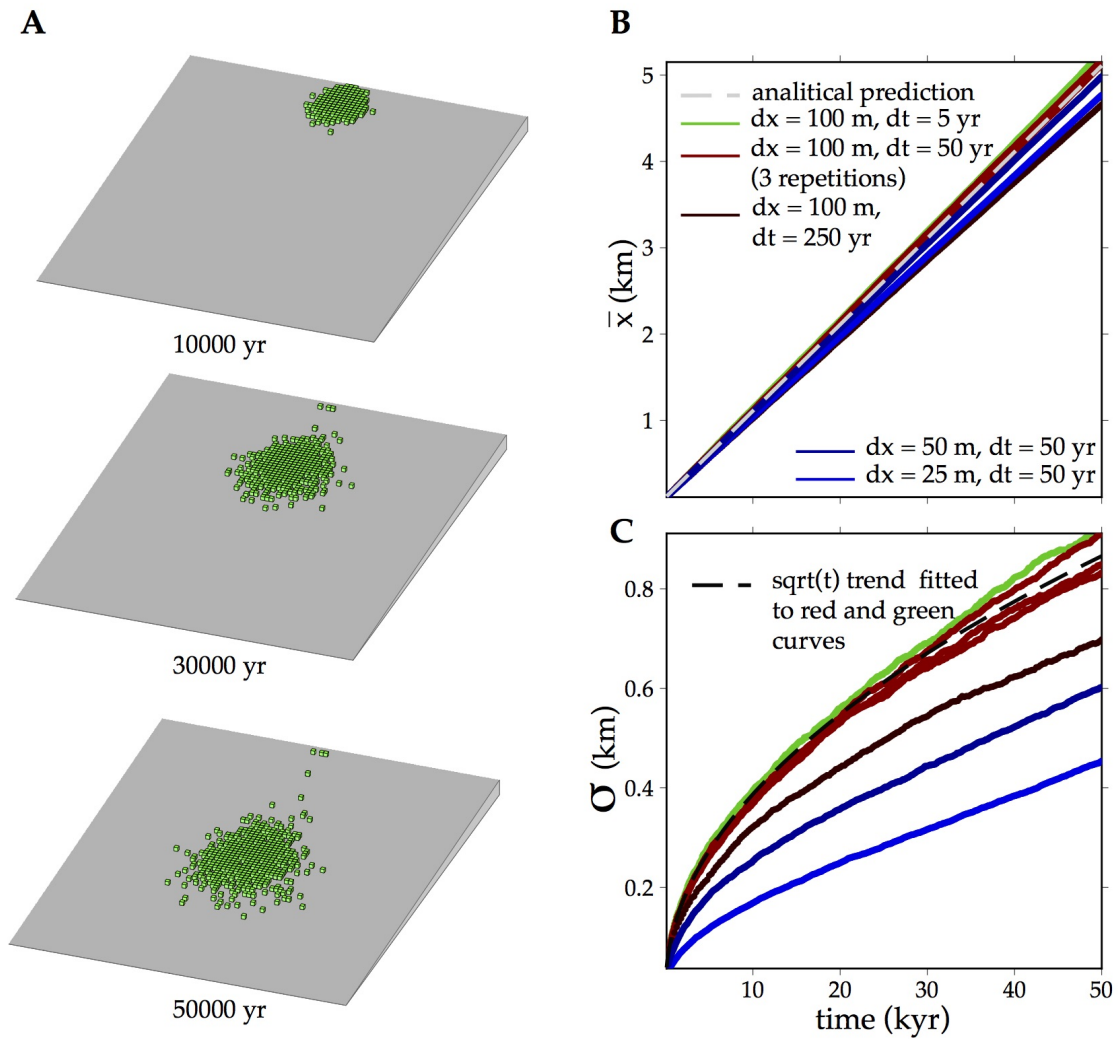 A
10000 yr
30000 yr
50000 yr
B
5
4
3
2
1
x̄ (km)
analitical prediction
dx = 100 m, dt = 5 yr
dx = 100 m, dt = 50 yr
(3 repetitions)
dx = 100 m,
dt = 250 yr
dx = 50 m, dt = 50 yr
dx = 25 m, dt = 50 yr
C
0.8
0.6
0.4
0.2
σ (km)
sqrt(t) trend fitted
to red and green
curves
10 20 30 40 50
time (kyr)